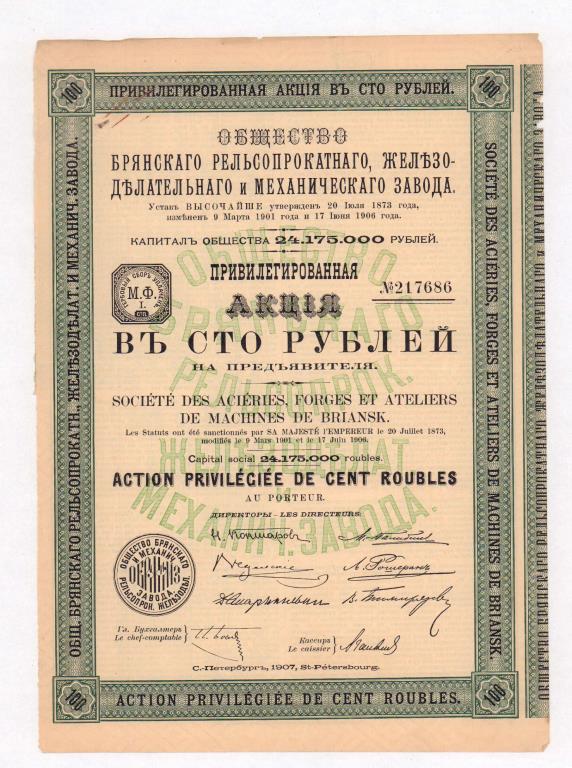 100
ПРИВИЛЕГИРОВАННАЯ АКЦІЯ ВЪ СТО РУБЛЕЙ.
100
ОБЩЕСТВО
БРЯНСКАГО РЕЛЬСОПРОКАТНАГО, ЖЕЛѢЗО-
ДѢЛАТЕЛЬНАГО и МЕХАНИЧЕСКАГО ЗАВОДА.
Уставъ ВЫСОЧАЙШЕ утвержденъ 20 Іюля 1873 года,
измѣненъ 9 Марта 1901 года и 17 Іюня 1906 года.
КАПИТАЛЪ ОБЩЕСТВА 24.175.000 РУБЛЕЙ.
ПРИВИЛЕГИРОВАННАЯ
М.Ф.
I.
СПб.
№217686
АКЦІЯ
ВЪ СТО РУБЛЕЙ
НА ПРЕДЪЯВИТЕЛЯ.
SOCIÉTÉ DES ACIÉRIES, FORGES ET ATELIERS
DE MACHINES DE BRIANSK.
Les Statuts ont été sanctionnés par SA MAJESTÉ l'EMPEREUR le 20 Juillet 1873,
modifiés le 9 Mars 1901 et le 17 Juin 1906.
Capital social 24.175.000 roubles.
ACTION PRIVILÉGIÉE DE CENT ROUBLES
AU PORTEUR.
ДИРЕКТОРЫ - LES DIRECTEURS:
ОБЩЕСТВО БРЯНСКАГО
И МЕХАНИЧ.
ЗАВОДА.
РЕЛЬСОПРОК. ЖЕЛѢЗОДѢЛ.
Гл. Бухгалтеръ
Le chef-comptable
Кассиръ
Le caissier
С.-Петербургъ, 1907, St-Pétersbourg.
100
ACTION PRIVILÉGIÉE DE CENT ROUBLES.
100
ОБЩ. БРЯНСКАГО РЕЛЬСОПРОКАТН., ЖЕЛѢЗОДѢЛАТ. И МЕХАНИЧ. ЗАВОДА.
SOCIÉTÉ DES ACIÉRIES, FORGES ET ATELIERS DE MACHINES DE BRIANSK.
ОБЩЕСТВО
БРЯНСКАГО
РЕЛЬСОПРОК.
ЖЕЛѢЗОДѢЛАТ
МЕХАНИЧ. ЗАВОДА.